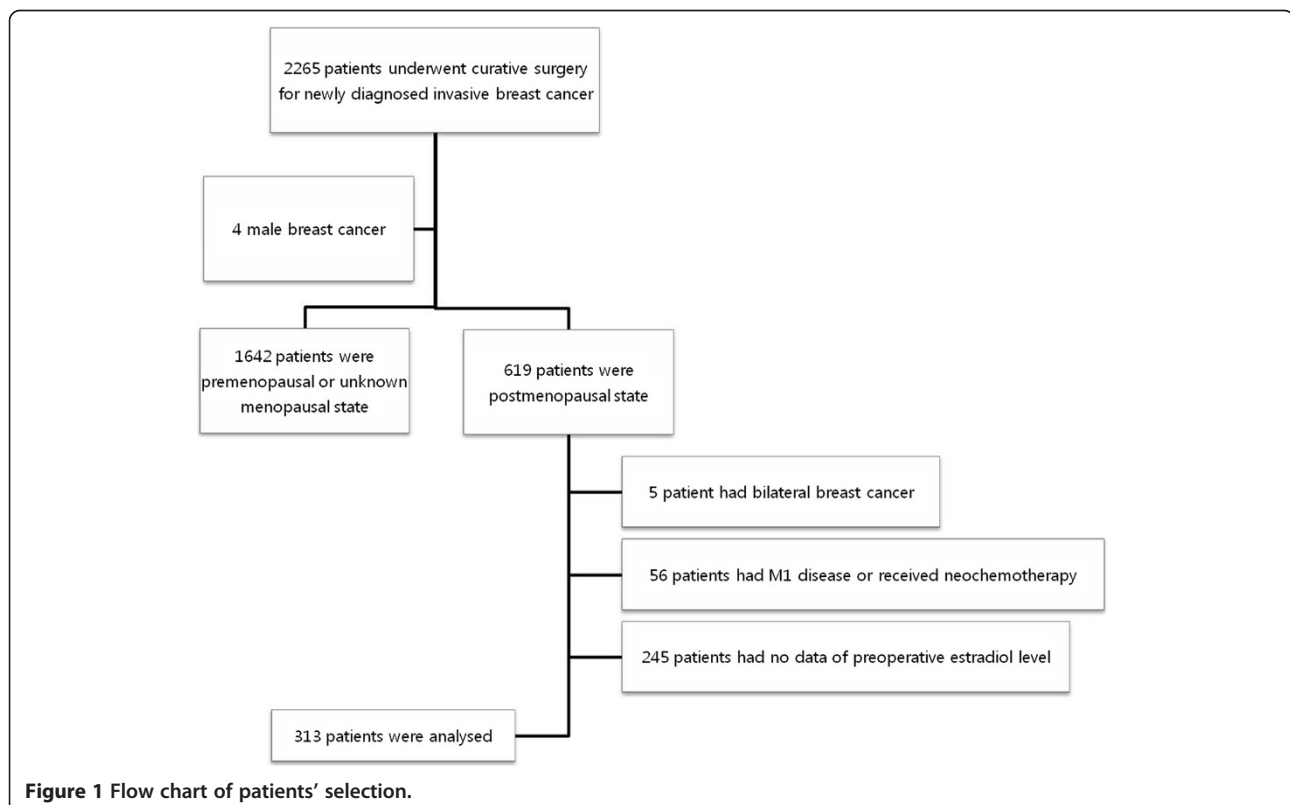 2265 patients underwent curative surgery
for newly diagnosed invasive breast cancer
4 male breast cancer
1642 patients were
premenopausal or unknown
menopausal state
619 patients were
postmenopausal state
5 patient had bilateral breast cancer
56 patients had M1 disease or received neochemotherapy
245 patients had no data of preoperative estradiol level
313 patients were analysed
Figure 1 Flow chart of patients’ selection.